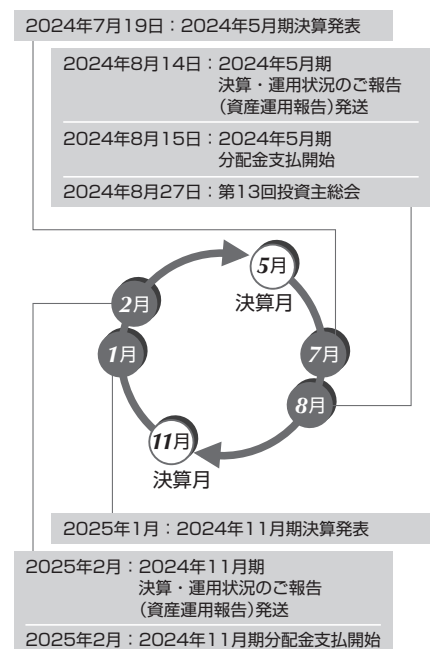 2024年7月19日：2024年5月期決算発表
2024年8月14日：2024年5月期
決算・運用状況のご報告
（資産運用報告）発送
2024年8月15日：2024年5月期
分配金支払開始
2024年8月27日：第13回投資主総会
5月
決算月
2月
1月
7月
8月
11月
決算月
2025年1月：2024年11月期決算発表
2025年2月：2024年11月期
決算・運用状況のご報告
（資産運用報告）発送
2025年2月：2024年11月期分配金支払開始